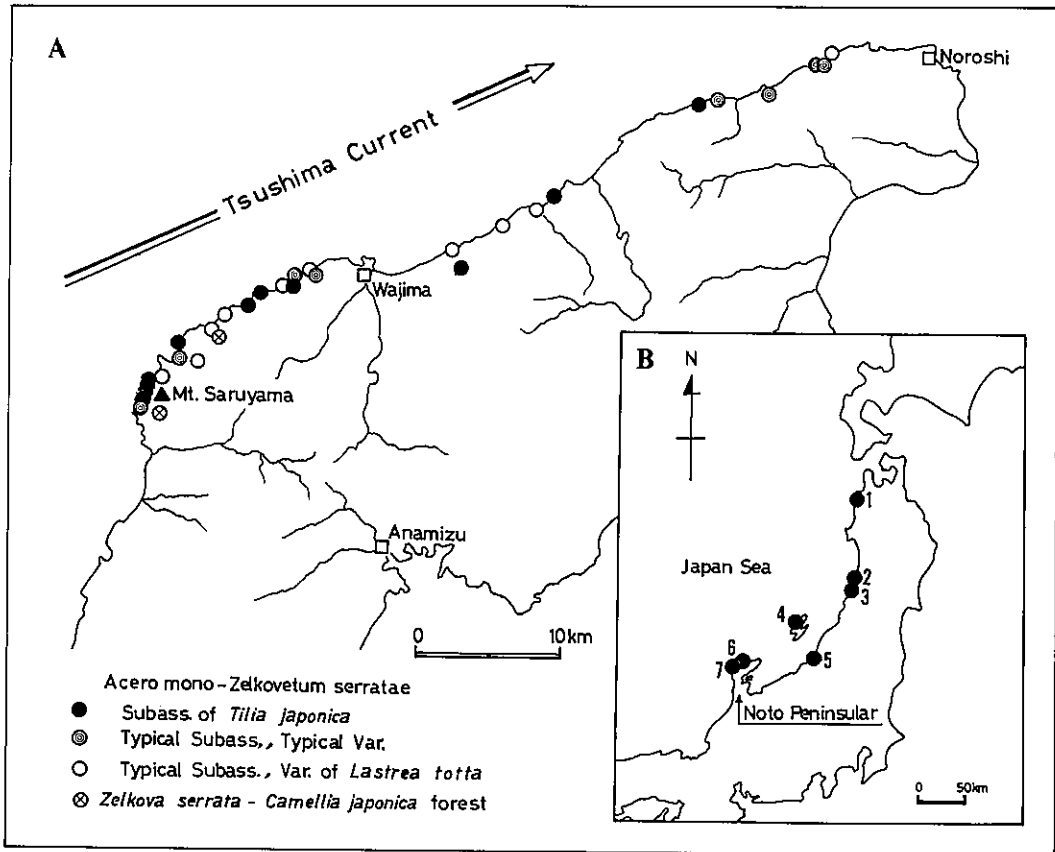 A
Noroshi
Tsushima Current
Wajima
Mt. Saruyama
Anamizu
0 10km
Acero mono-Zelkovetum serratae
Subass. of Tilia japonica
Typical Subass., Typical Var.
Typical Subass., Var. of Lastrea totta
Zelkova serrata - Camellia japonica forest
B
N
1
Japan Sea
2
3
4
5
6
7
Noto Peninsular
0 50km